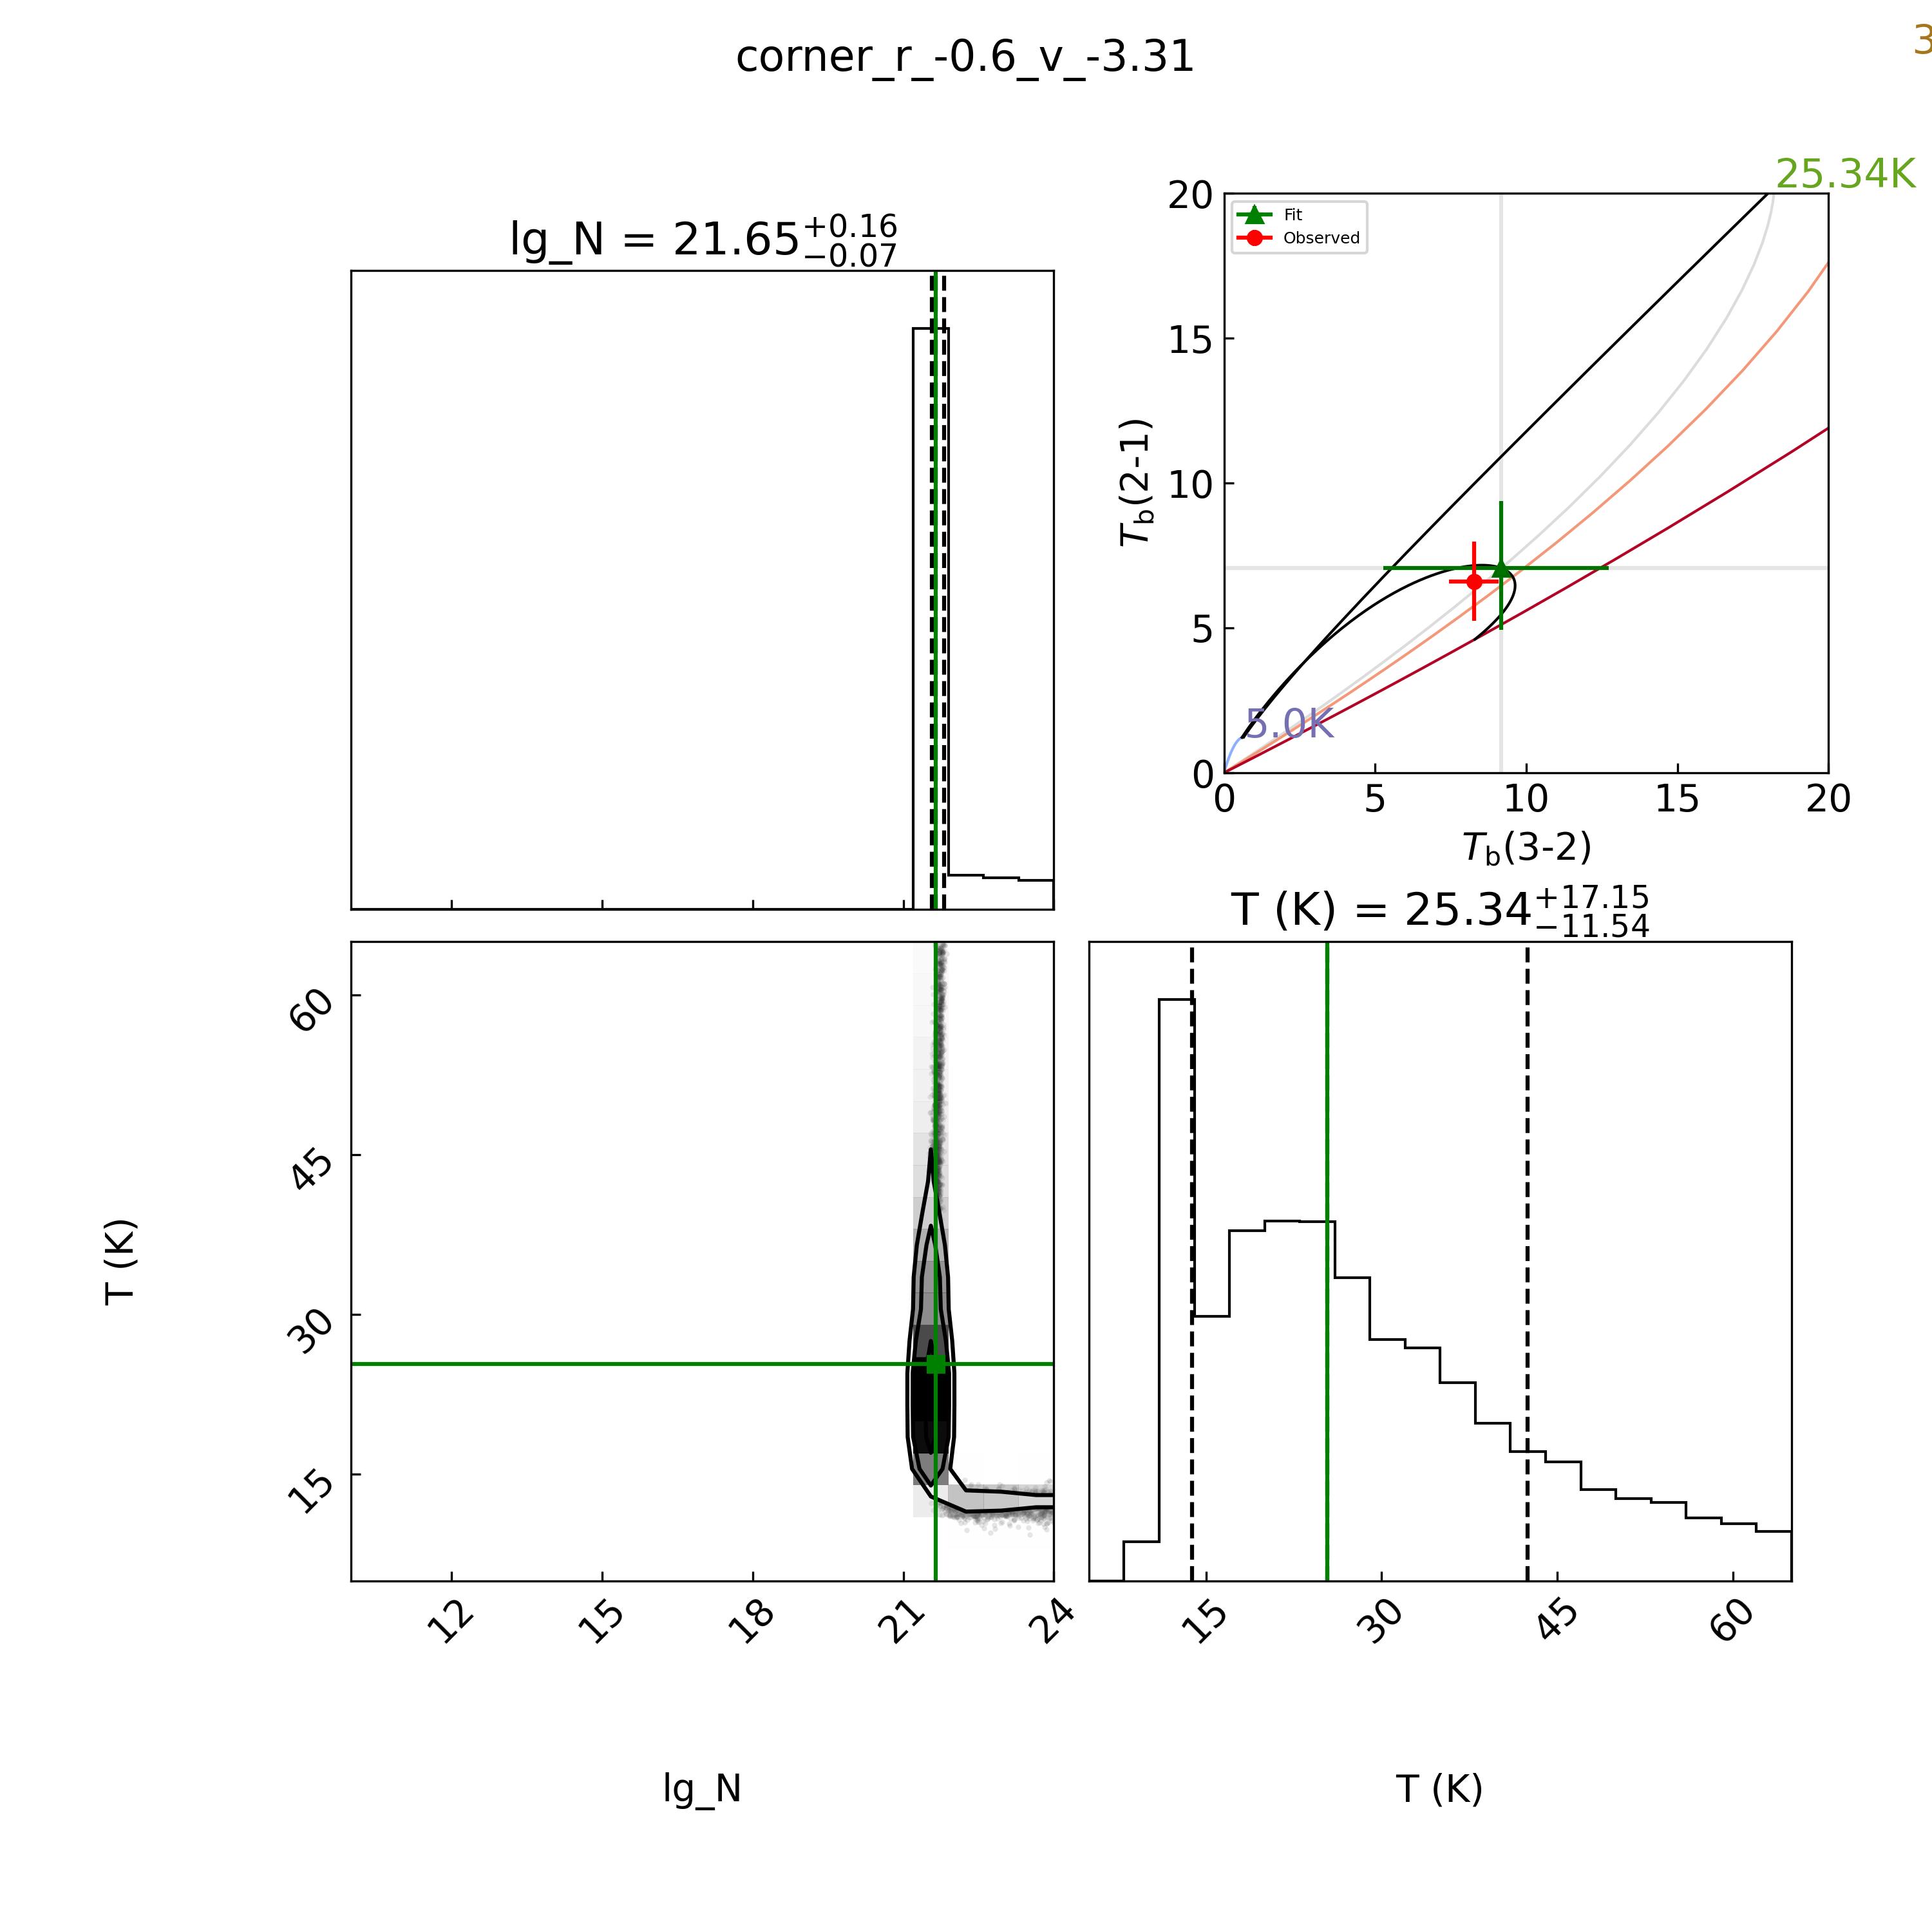 3
corner_r_-0.6_v_-3.31
25.34K
lg_N = 21.65+0.16−0.07
20
15
10
5
0
Tb(2-1)
Fit
Observed
5.0K
0 5 10 15 20
Tb(3-2)
T (K) = 25.34+17.15−11.54
60
45
30
15
T (K)
12 15 18 21 24
15 30 45 60
lg_N
T (K)